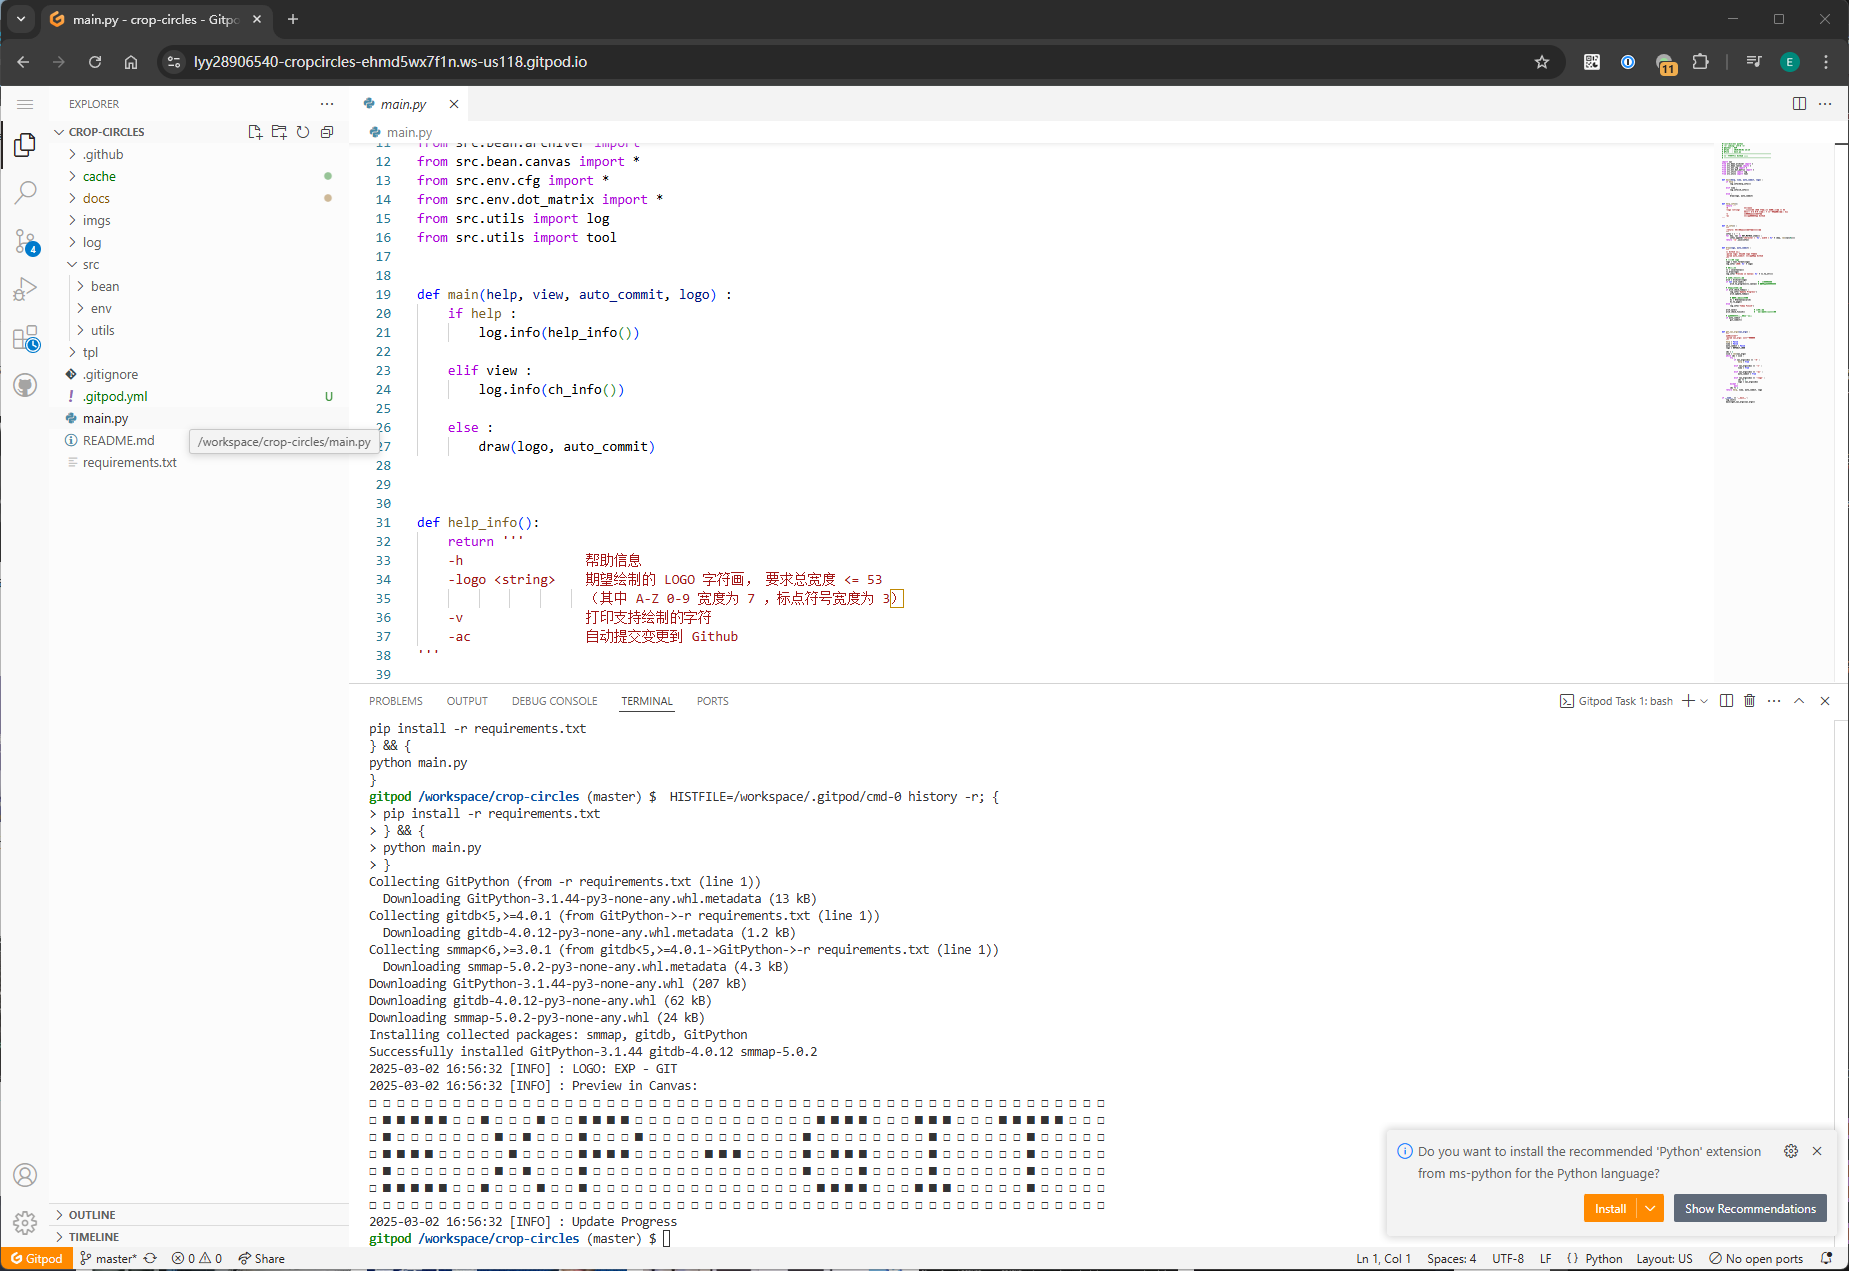 main.py - crop-circles - Gitpo
lyy28906540-cropcircles-ehmd5wx7f1n.ws-us118.gitpod.io
11
E
EXPLORER
CROP-CIRCLES
.github
cache
docs
imgs
log
src
bean
env
utils
tpl
.gitignore
.gitpod.yml U
main.py
README.md
requirements.txt
/workspace/crop-circles/main.py
4
OUTLINE
TIMELINE
main.py
main.py
11 from src.bean.archiver import
12 from src.bean.canvas import *
13 from src.env.cfg import *
14 from src.env.dot_matrix import *
15 from src.utils import log
16 from src.utils import tool
17
18
19 def main(help, view, auto_commit, logo) :
20 if help :
21 log.info(help_info())
22
23 elif view :
24 log.info(ch_info())
25
26 else :
27 draw(logo, auto_commit)
28
29
30
31 def help_info():
32 return '''
33 -h 帮助信息
34 -logo <string> 期望绘制的 LOGO 字符画， 要求总宽度 <= 53
35 （其中 A-Z 0-9 宽度为 7 ，标点符号宽度为 3）
36 -v 打印支持绘制的字符
37 -ac 自动提交变更到 Github
38 '''
39
PROBLEMS OUTPUT DEBUG CONSOLE TERMINAL PORTS
Gitpod Task 1: bash
pip install -r requirements.txt
} && {
python main.py
}
gitpod /workspace/crop-circles (master) $ HISTFILE=/workspace/.gitpod/cmd-0 history -r; {
> pip install -r requirements.txt
> } && {
> python main.py
> }
Collecting GitPython (from -r requirements.txt (line 1))
Downloading GitPython-3.1.44-py3-none-any.whl.metadata (13 kB)
Collecting gitdb<5,>=4.0.1 (from GitPython->-r requirements.txt (line 1))
Downloading gitdb-4.0.12-py3-none-any.whl.metadata (1.2 kB)
Collecting smmap<6,>=3.0.1 (from gitdb<5,>=4.0.1->GitPython->-r requirements.txt (line 1))
Downloading smmap-5.0.2-py3-none-any.whl.metadata (4.3 kB)
Downloading GitPython-3.1.44-py3-none-any.whl (207 kB)
Downloading gitdb-4.0.12-py3-none-any.whl (62 kB)
Downloading smmap-5.0.2-py3-none-any.whl (24 kB)
Installing collected packages: smmap, gitdb, GitPython
Successfully installed GitPython-3.1.44 gitdb-4.0.12 smmap-5.0.2
2025-03-02 16:56:32 [INFO] : LOGO: EXP - GIT
2025-03-02 16:56:32 [INFO] : Preview in Canvas:
2025-03-02 16:56:32 [INFO] : Update Progress
gitpod /workspace/crop-circles (master) $
Do you want to install the recommended 'Python' extension
from ms-python for the Python language?
Install
Show Recommendations
Gitpod master* 0 0 Share
Ln 1, Col 1 Spaces: 4 UTF-8 LF {} Python Layout: US No open ports